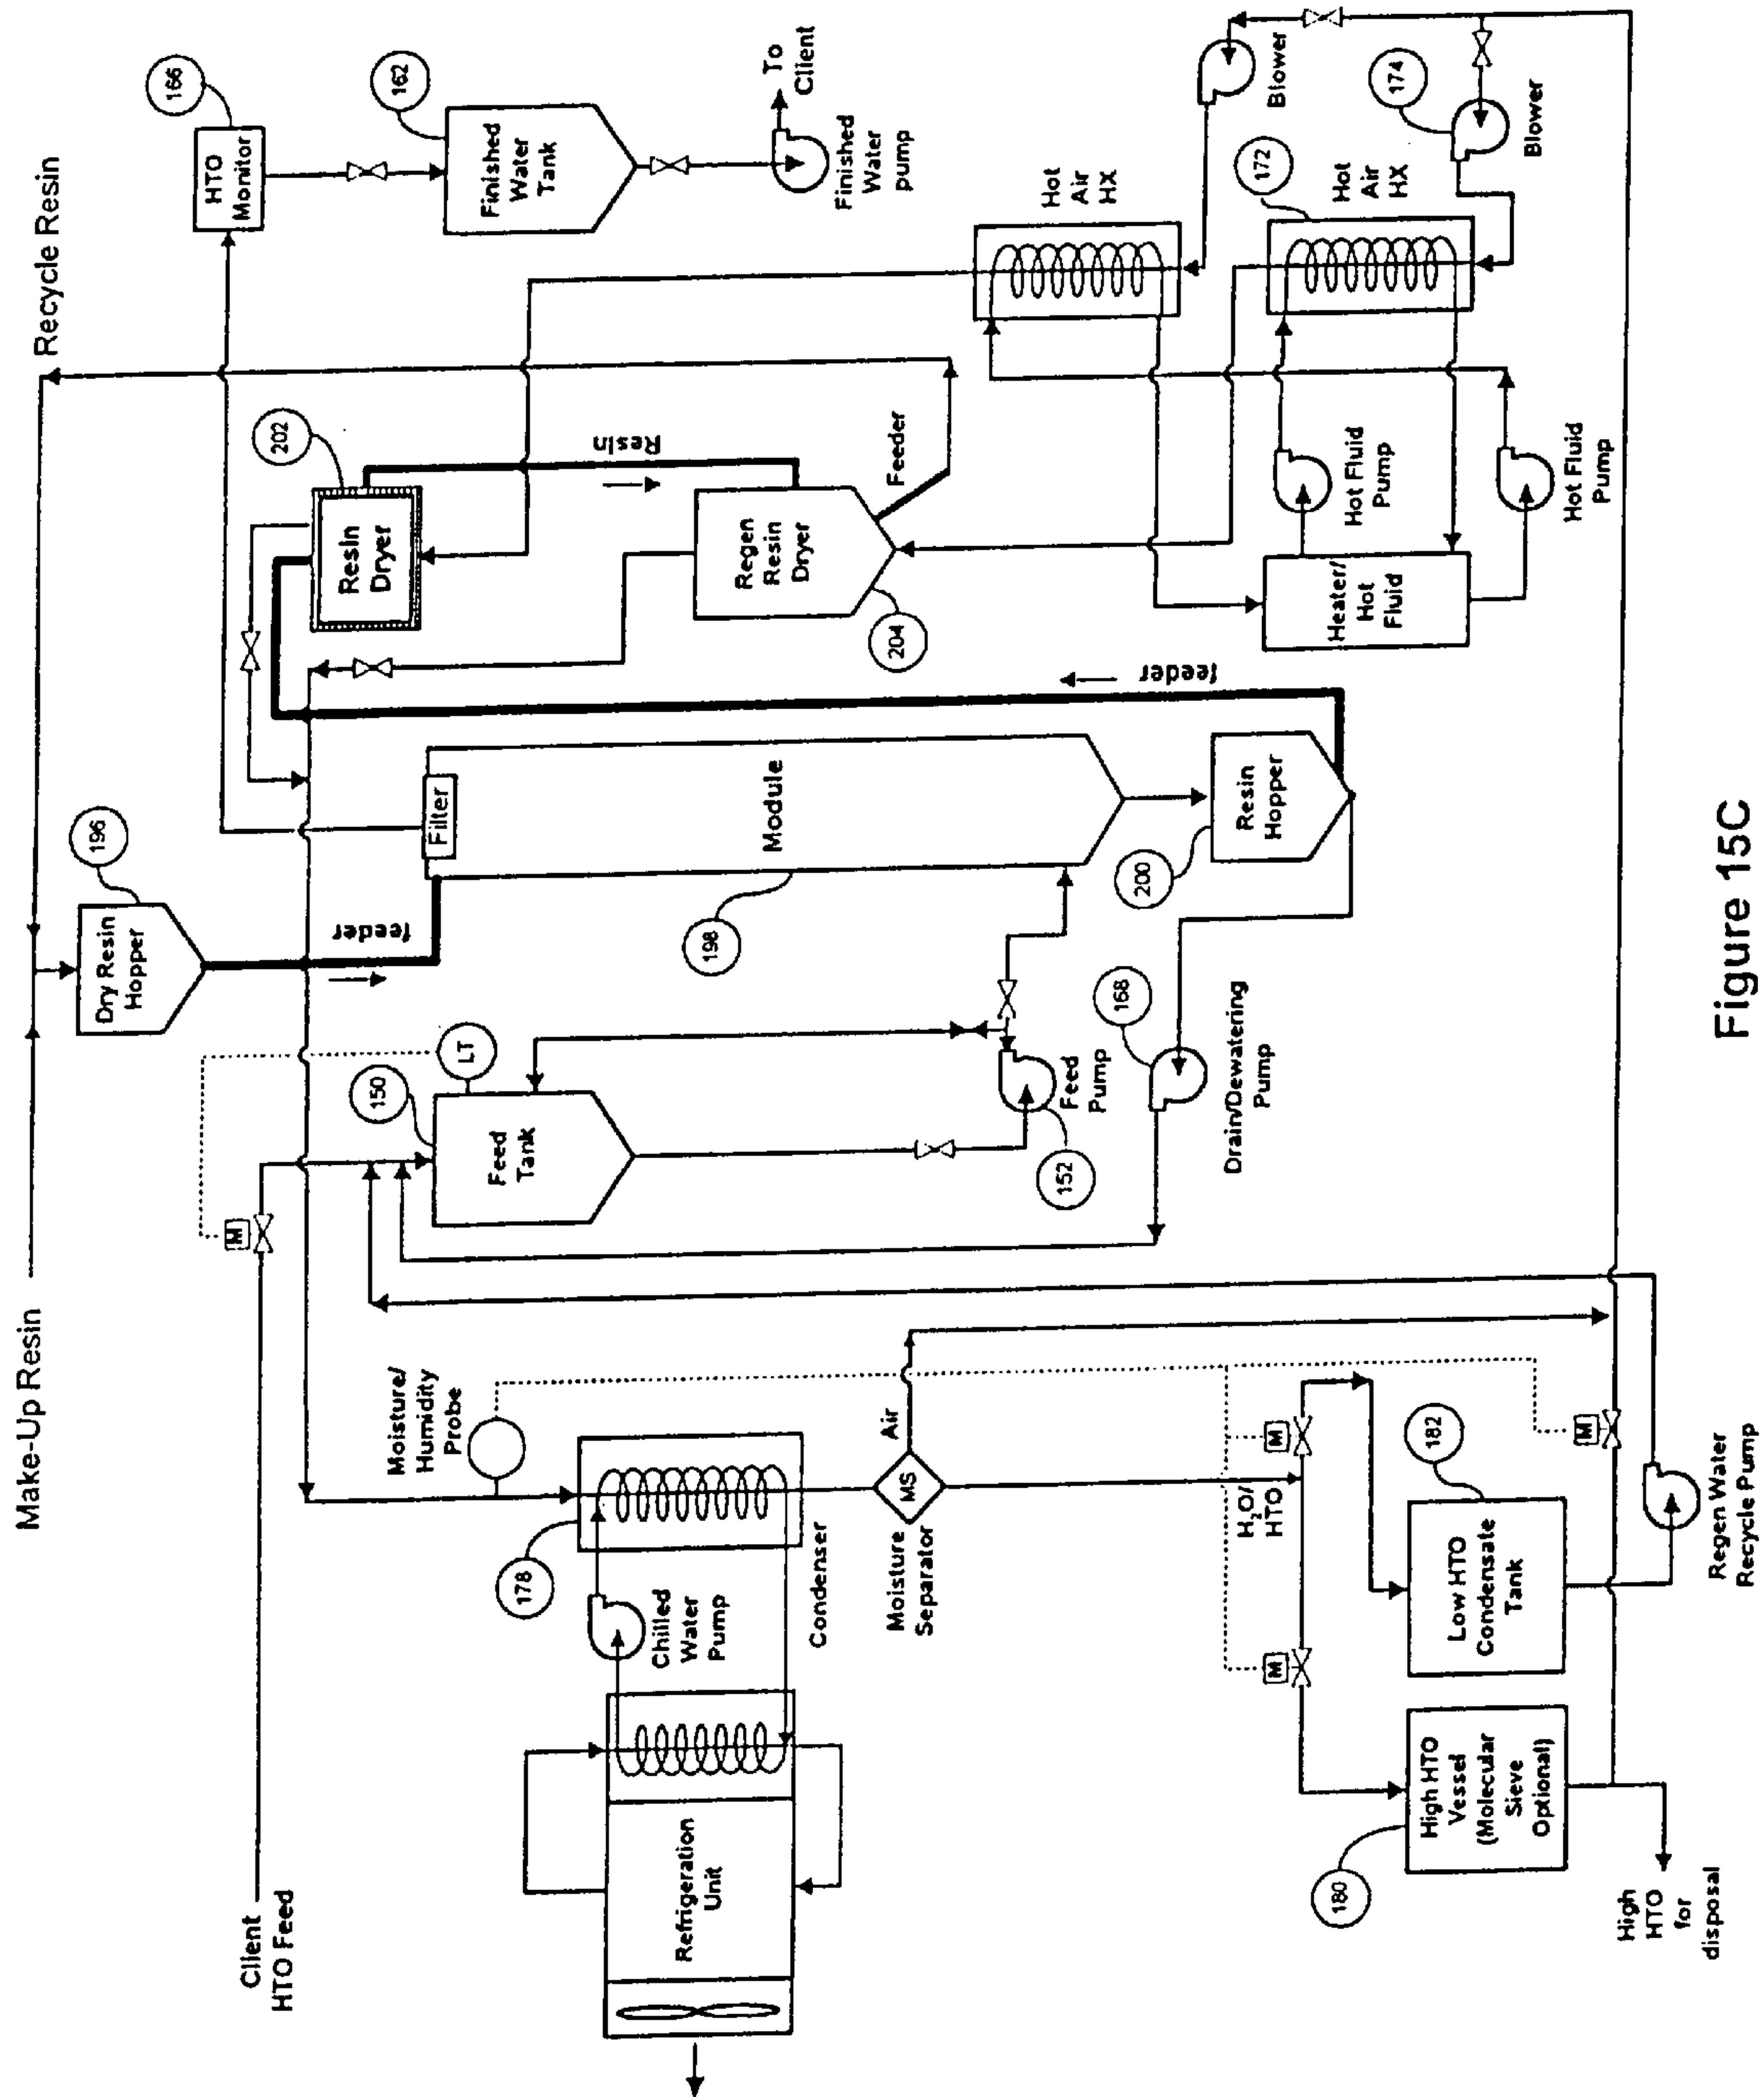 Make-Up Resin
Recycle Resin
Client
HTO Feed
M
Dry Resin
Hopper
196
feeder
LT
150
Feed
Tank
Feed
Pump
152
Filter
Module
198
Resin
Hopper
200
feeder
168
Drain/Dewatering
Pump
202
Resin
Dryer
Resin
Regen
Resin
Dryer
204
Feeder
HTO
Monitor
166
Finished
Water
Tank
162
Finished
Water
pump
To
Client
Hot
Air
HX
Blower
Hot
Air
HX
172
174
Blower
Hot Fluid
Pump
Heater/
Hot
Fluid
Hot Fluid
Pump
Moisture/
Humidity
Probe
178
Chilled
Water
Pump
Condenser
Refrigeration
Unit
Moisture
Separator
MS
Air
H2O/
HTO
M
M
M
180
High HTO
Vessel
(Molecular
Sieve
Optional)
182
Low HTO
Condensate
Tank
High
HTO
for
disposal
Regen Water
Recycle Pump
Figure 15C